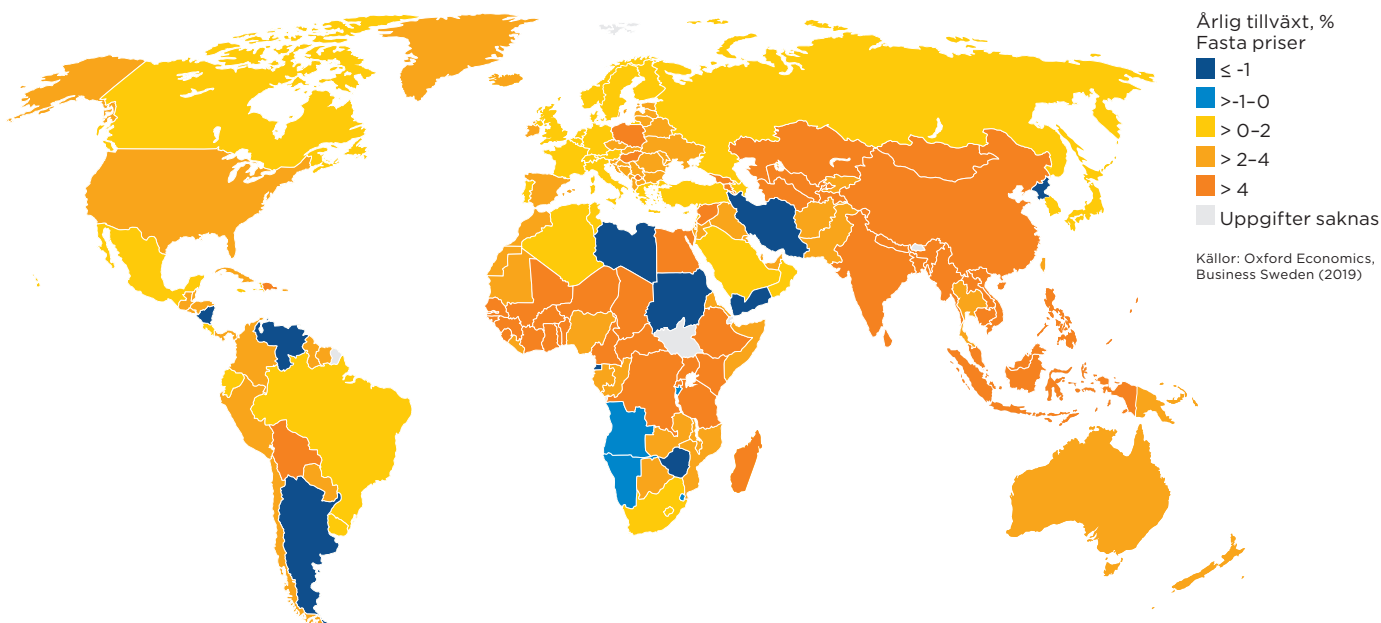 Årlig tillväxt, %
Fasta priser
≤ -1
>-1–0
> 0–2
> 2–4
> 4
Uppgifter saknas
Källor: Oxford Economics,
Business Sweden (2019)